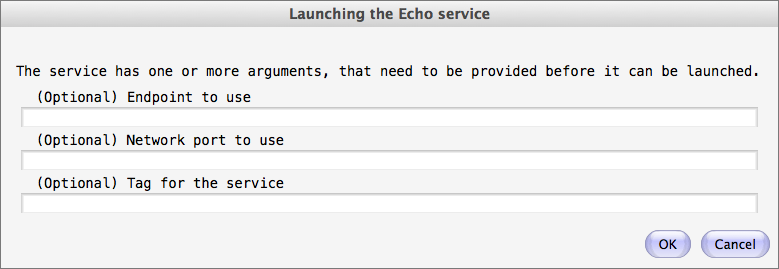 Launching the Echo service
The service has one or more arguments, that need to be provided before it can be launched.
(Optional) Endpoint to use
(Optional) Network port to use
(Optional) Tag for the service
OK Cancel